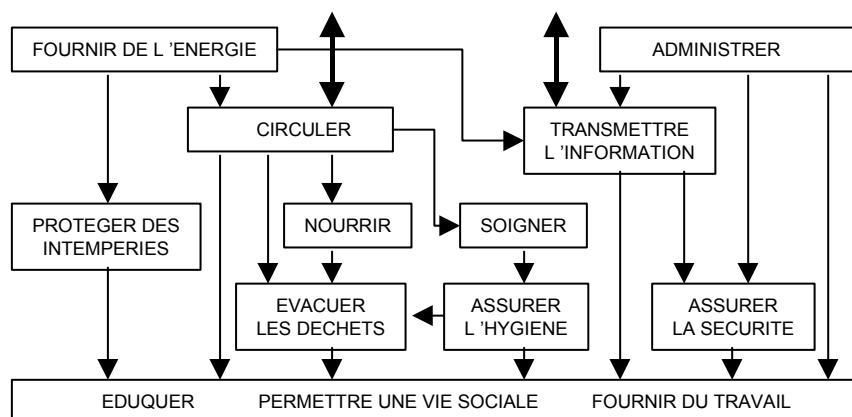 FOURNIR DE L 'ENERGIE
ADMINISTRER
CIRCULER
TRANSMETTRE
L 'INFORMATION
PROTEGER DES
INTEMPERIES
NOURRIR
SOIGNER
EVACUER
LES DECHETS
ASSURER
L 'HYGIENE
ASSURER
LA SECURITE
EDUQUER
PERMETTRE UNE VIE SOCIALE
FOURNIR DU TRAVAIL